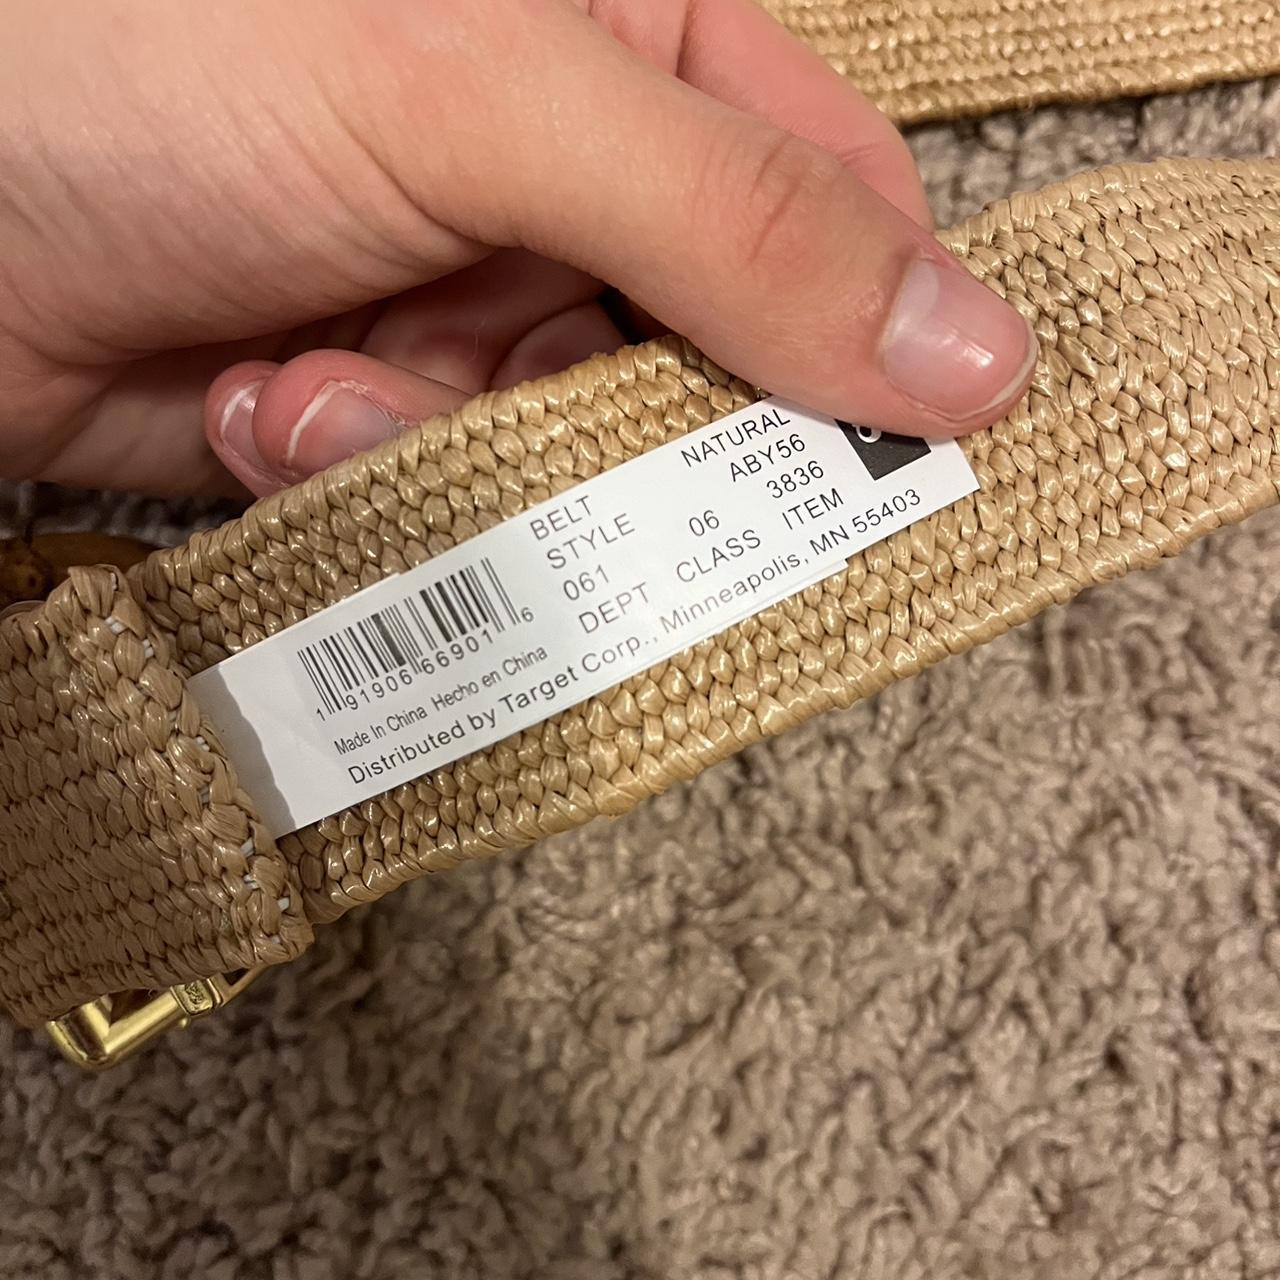 BELT NATURAL
STYLE ABY56
061 06 3836
DEPT CLASS ITEM
1 91906 66901 6
Made In China Hecho en China
Distributed by Target Corp., Minneapolis, MN 55403